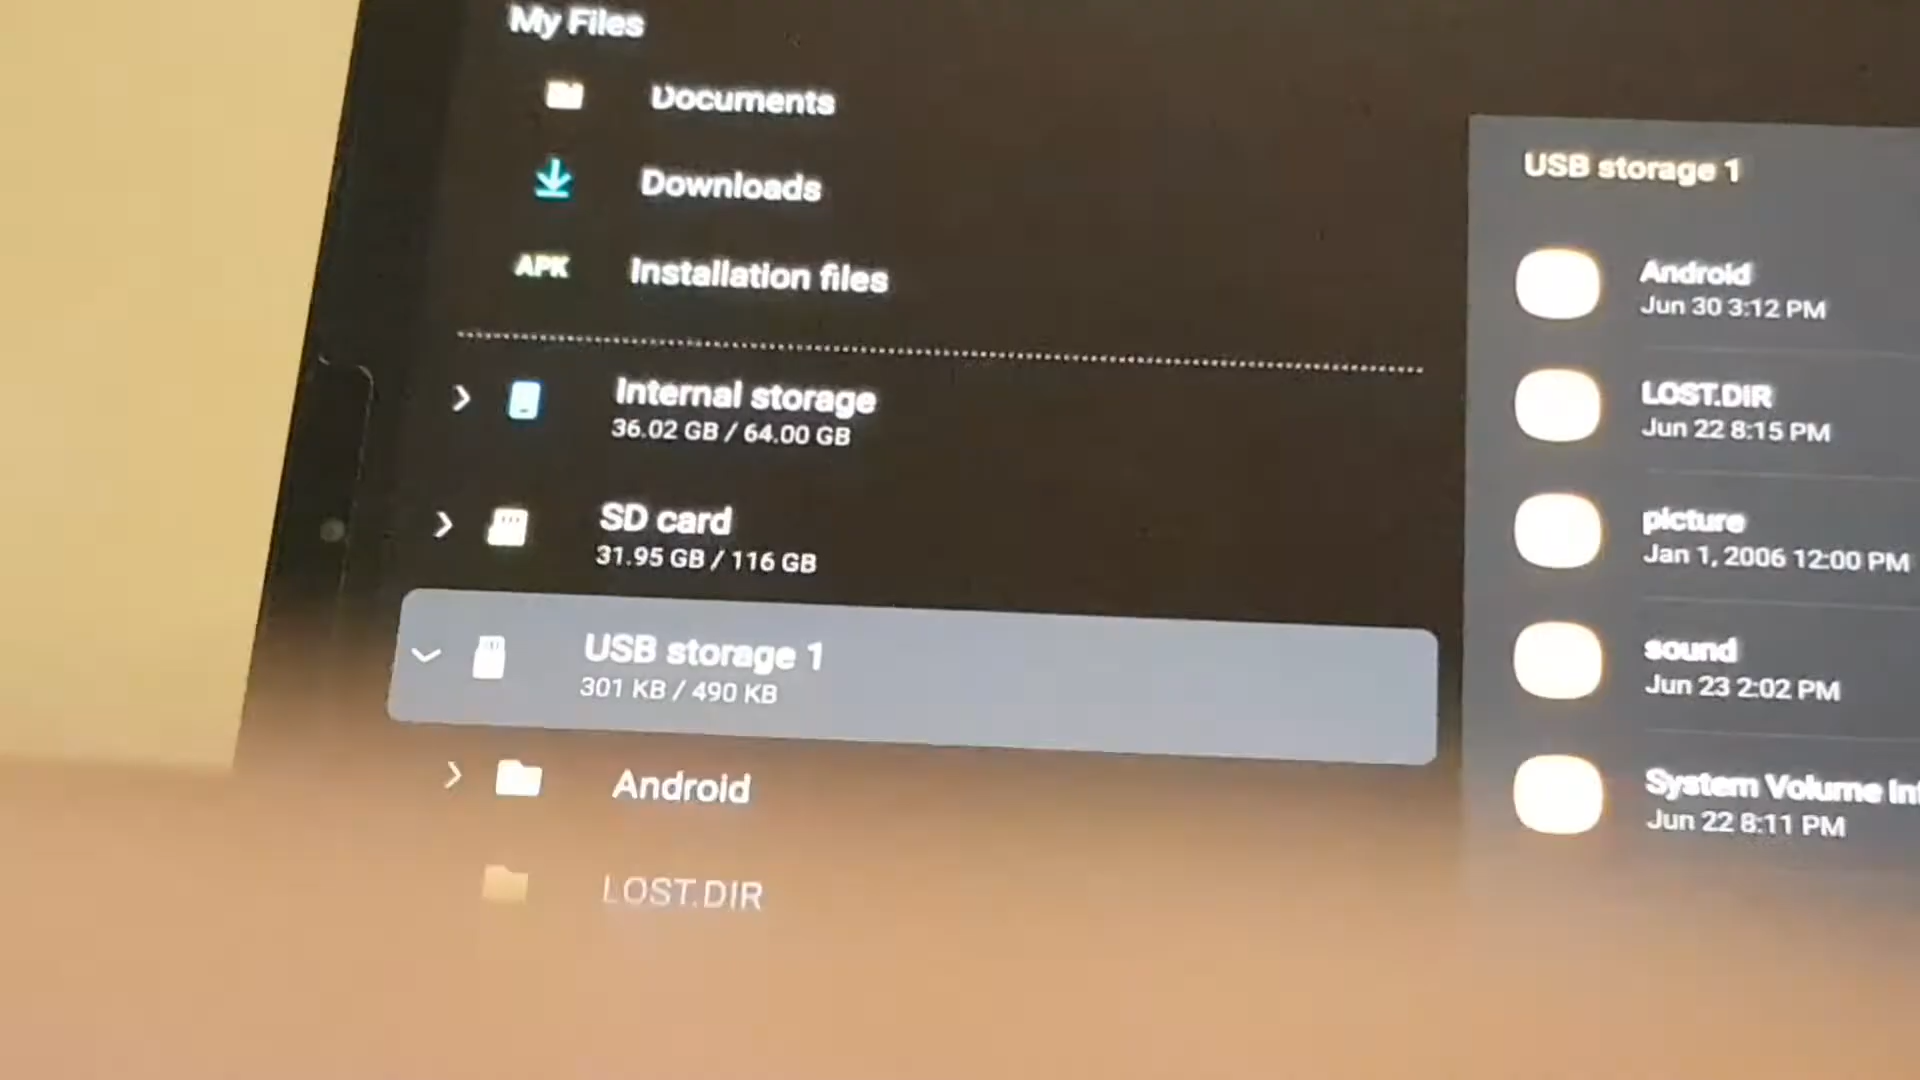 My Files
Documents
Downloads
APK Installation files
Internal storage
36.02 GB / 64.00 GB
SD card
31.95 GB / 116 GB
USB storage 1
301 KB / 490 KB
Android
LOST.DIR
USB storage 1
Android
Jun 30 3:12 PM
LOST.DIR
Jun 22 8:15 PM
picture
Jan 1, 2006 12:00 PM
sound
Jun 23 2:02 PM
System Volume Inf
Jun 22 8:11 PM